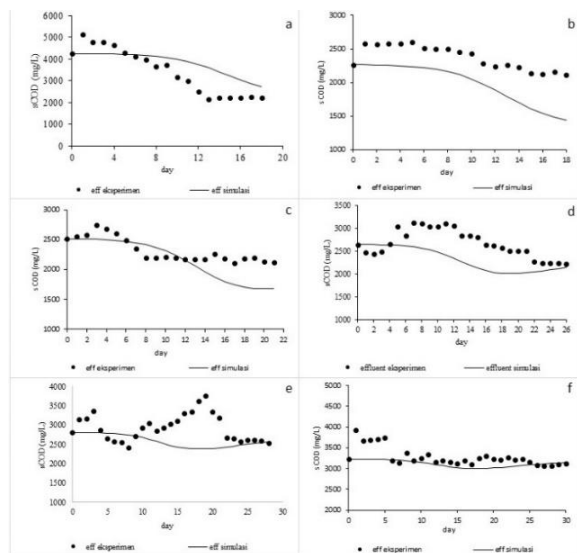 a
6000
5000
4000
3000
2000
1000
0
sCOD (mg/L)
0 4 8 12 16 20
day
eff eksperimen eff simulasi
b
3000
2500
2000
1500
1000
s COD (mg/L)
0 2 4 6 8 10 12 14 16 18
day
eff eksperimen eff simulasi
c
3000
2500
2000
1500
1000
s COD (mg/L)
0 2 4 6 8 10 12 14 16 18 20 22
day
eff eksperimen eff simulasi
d
3500
3000
2500
2000
1500
1000
sCOD (mg/L)
0 2 4 6 8 10 12 14 16 18 20 22 24 26
day
effluent eksperimen effluent simulasi
e
4000
3500
3000
2500
2000
1500
1000
sCOD (mg/L)
0 5 10 15 20 25 30
day
eff eksperimen eff simulasi
f
5000
4500
4000
3500
3000
2500
2000
s COD (mg/L)
0 5 10 15 20 25 30
day
eff eksperimen eff simulasi